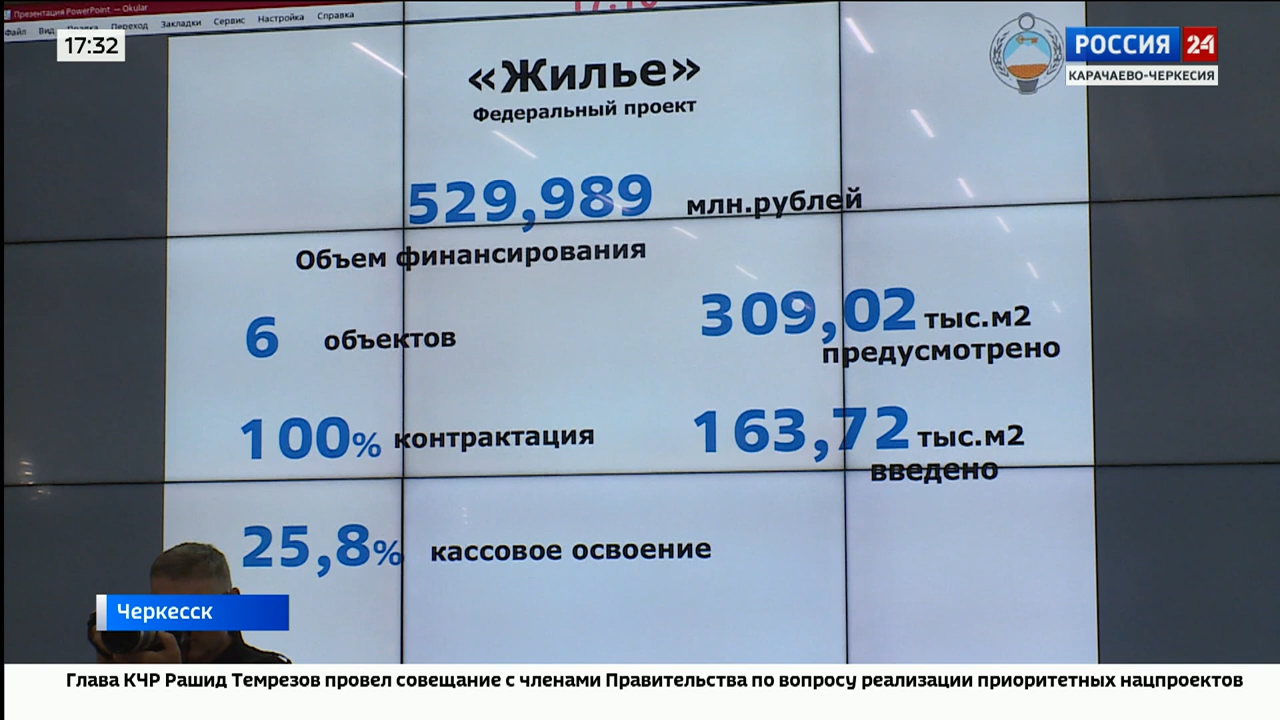 Презентация PowerPoint — Okular
Файл Вид Правка Переход Закладки Сервис Настройка Справка
17:32
РОССИЯ 24
КАРАЧАЕВО-ЧЕРКЕСИЯ
«Жилье»
Федеральный проект
529,989 млн.рублей
Объем финансирования
6 объектов
309,02 тыс.м2
предусмотрено
100% контрактация
163,72 тыс.м2
введено
25,8% кассовое освоение
Черкесск
Глава КЧР Рашид Темрезов провел совещание с членами Правительства по вопросу реализации приоритетных нацпроектов